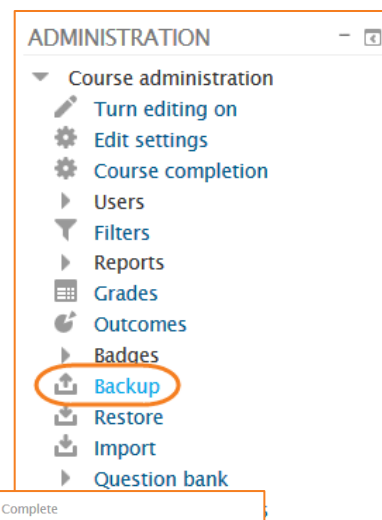 ADMINISTRATION
Course administration
Turn editing on
Edit settings
Course completion
Users
Filters
Reports
Grades
Outcomes
Badges
Backup
Restore
Import
Question bank
Complete